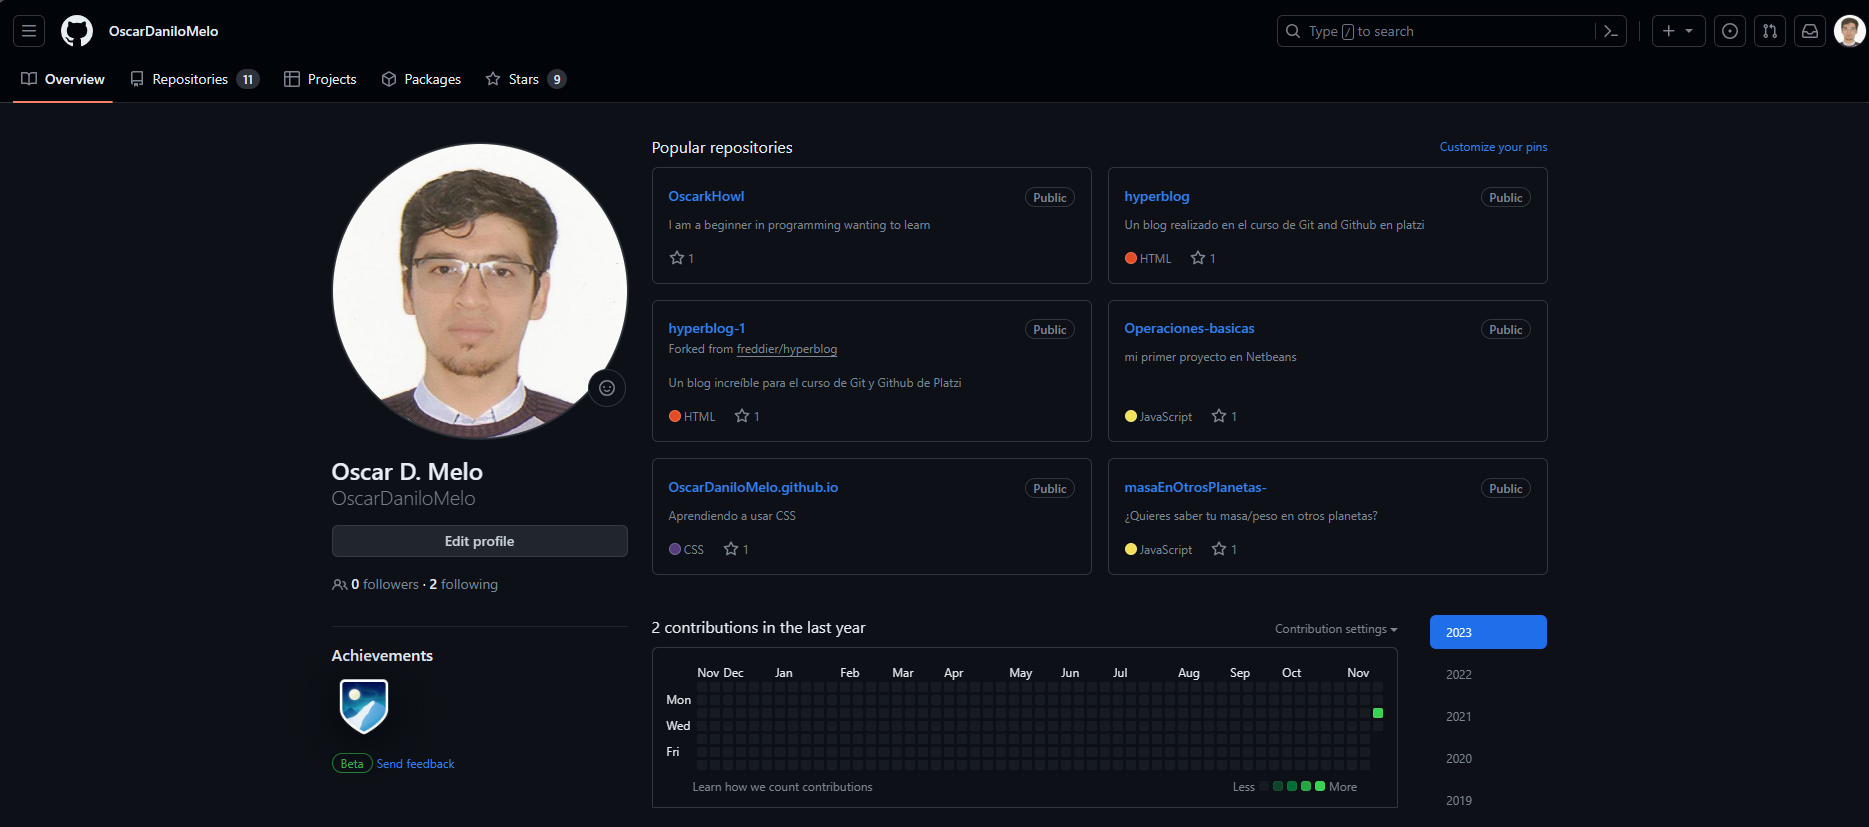 OscarDaniloMelo
Type / to search
Overview
Repositories 11
Projects
Packages
Stars 9
Oscar D. Melo
OscarDaniloMelo
Edit profile
0 followers · 2 following
Achievements
Beta Send feedback
Popular repositories
Customize your pins
OscarkHowl
Public
I am a beginner in programming wanting to learn
1
hyperblog
Public
Un blog realizado en el curso de Git and Github en platzi
HTML 1
hyperblog-1
Public
Forked from freddier/hyperblog
Un blog increíble para el curso de Git y Github de Platzi
HTML 1
Operaciones-basicas
Public
mi primer proyecto en Netbeans
JavaScript 1
OscarDaniloMelo.github.io
Public
Aprendiendo a usar CSS
CSS 1
masaEnOtrosPlanetas-
Public
¿Quieres saber tu masa/peso en otros planetas?
JavaScript 1
2 contributions in the last year
Contribution settings
Nov Dec Jan Feb Mar Apr May Jun Jul Aug Sep Oct Nov
Mon
Wed
Fri
Learn how we count contributions
Less More
2023
2022
2021
2020
2019